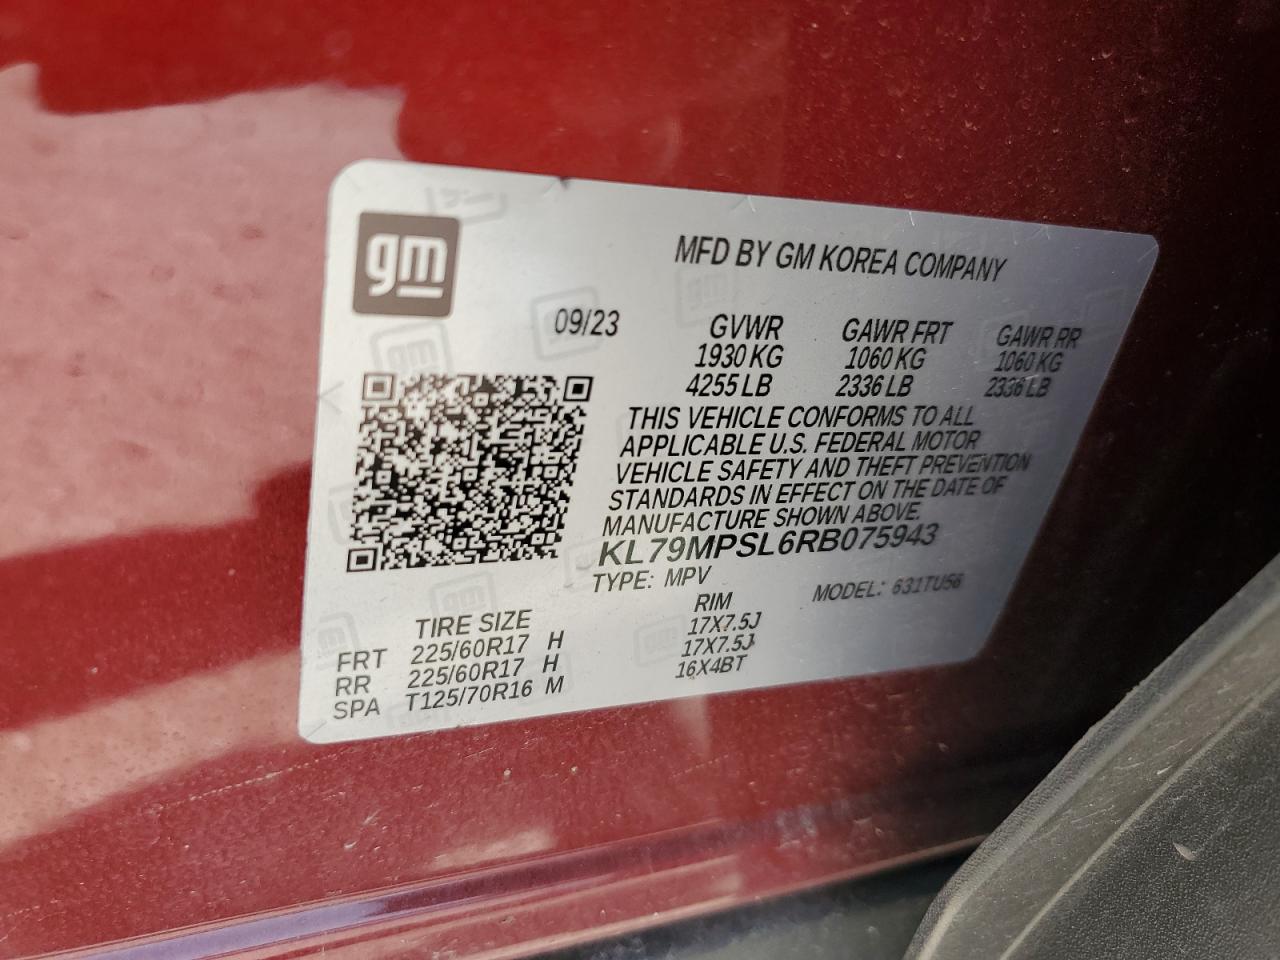 gm
MFD BY GM KOREA COMPANY
09/23 GVWR GAWR FRT GAWR RR
1930 KG 1060 KG 1060 KG
4255 LB 2336 LB 2336 LB
THIS VEHICLE CONFORMS TO ALL
APPLICABLE U.S. FEDERAL MOTOR
VEHICLE SAFETY AND THEFT PREVENTION
STANDARDS IN EFFECT ON THE DATE OF
MANUFACTURE SHOWN ABOVE.
KL79MPSL6RB075943
TYPE: MPV MODEL: 631TU56
TIRE SIZE RIM
FRT 225/60R17 H 17X7.5J
RR 225/60R17 H 17X7.5J
SPA T125/70R16 M 16X4BT